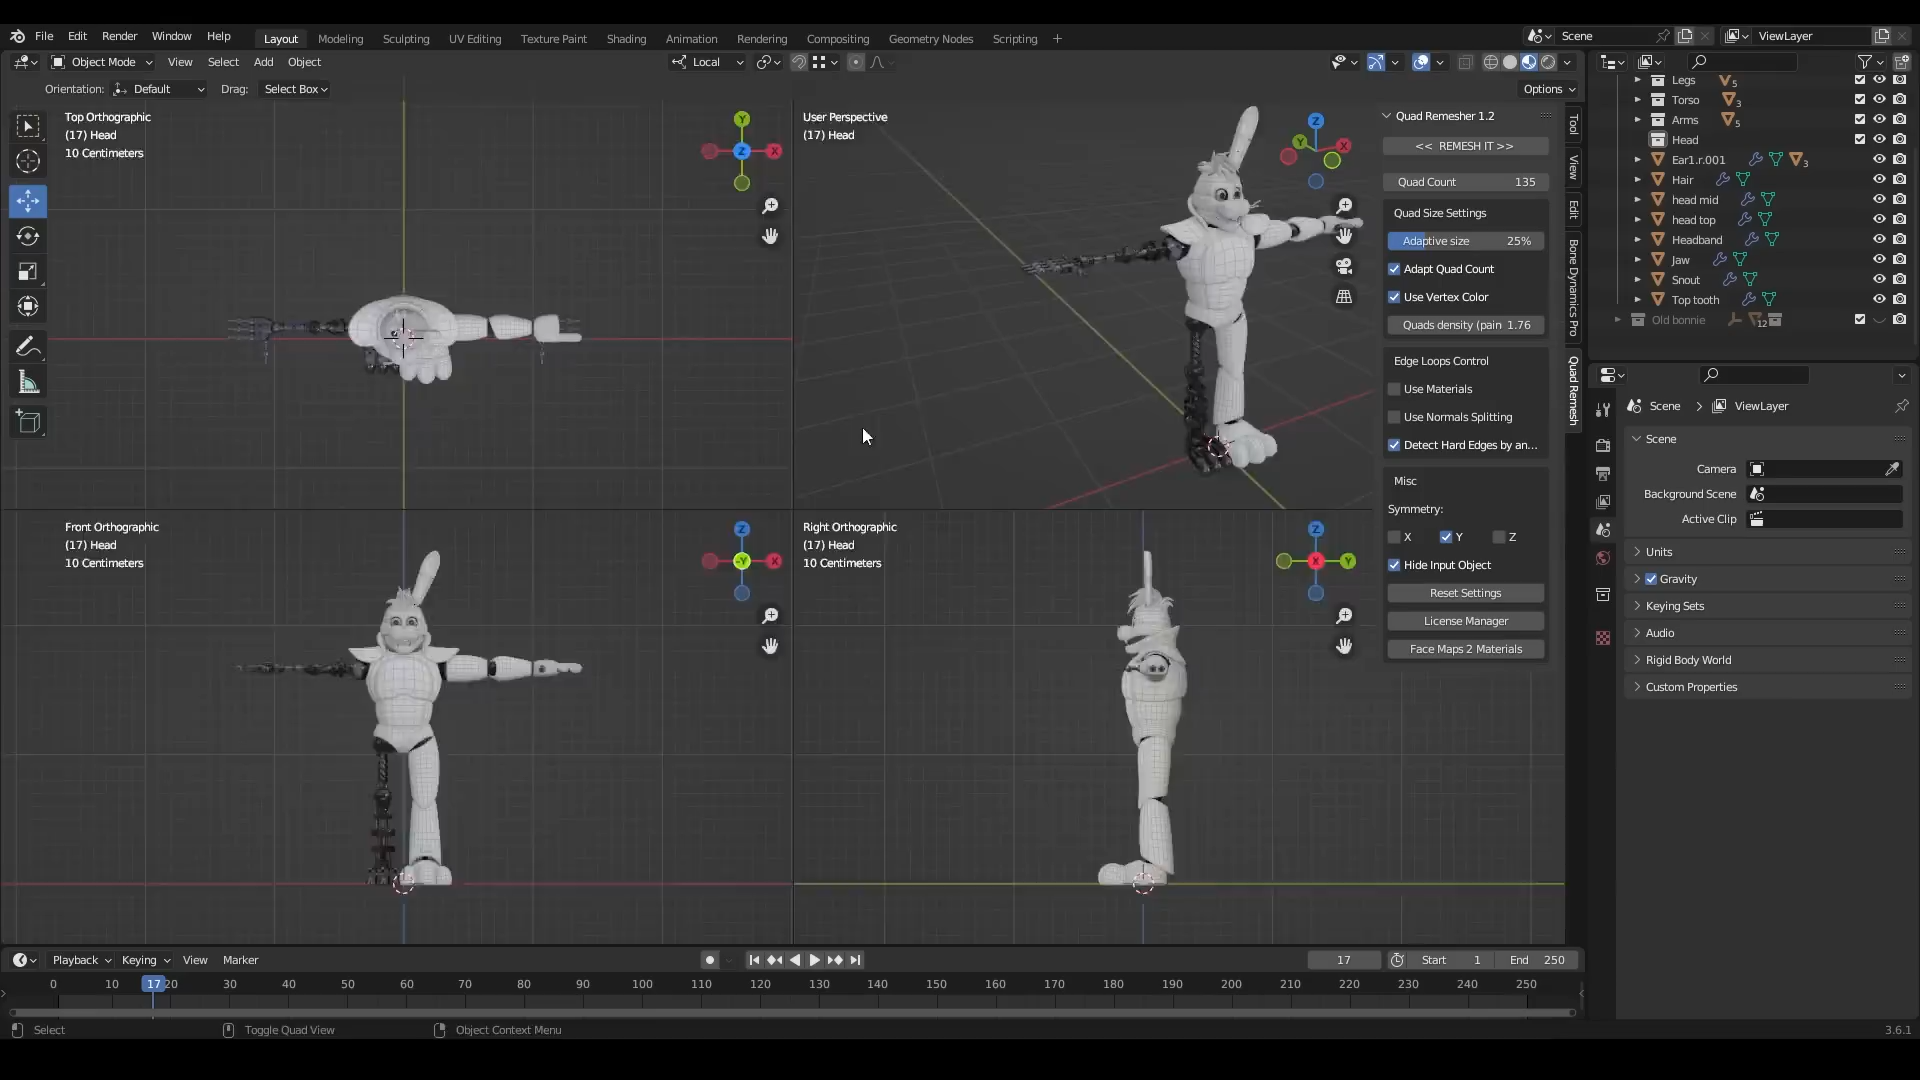 File Edit Render Window Help Layout Modeling Sculpting UV Editing Texture Paint Shading Animation Rendering Compositing Geometry Nodes Scripting + Scene ViewLayer
Object Mode View Select Add Object Local
Orientation: Default Drag: Select Box Options
Top Orthographic
(17) Head
10 Centimeters
User Perspective
(17) Head
Front Orthographic
(17) Head
10 Centimeters
Right Orthographic
(17) Head
10 Centimeters
Y
Z
X
Z
Y
X
Z
-Y
X
Z
X
Y
Quad Remesher 1.2
<< REMESH IT >>
Quad Count 135
Quad Size Settings
Adaptive size 25%
Adapt Quad Count
Use Vertex Color
Quads density (pain 1.76
Edge Loops Control
Use Materials
Use Normals Splitting
Detect Hard Edges by an...
Misc
Symmetry:
X Y Z
Hide Input Object
Reset Settings
License Manager
Face Maps 2 Materials
Tool
View
Edit
Bone Dynamics Pro
Quad Remesh
Legs 5
Torso 3
Arms 5
Head
Ear1.r.001 3
Hair
head mid
head top
Headband
Jaw
Snout
Top tooth
Old bonnie 12
Scene > ViewLayer
Scene
Camera
Background Scene
Active Clip
Units
Gravity
Keying Sets
Audio
Rigid Body World
Custom Properties
Playback Keying View Marker 17 Start 1 End 250
0 10 17 20 30 40 50 60 70 80 90 100 110 120 130 140 150 160 170 180 190 200 210 220 230 240 250
Select Toggle Quad View Object Context Menu 3.6.1